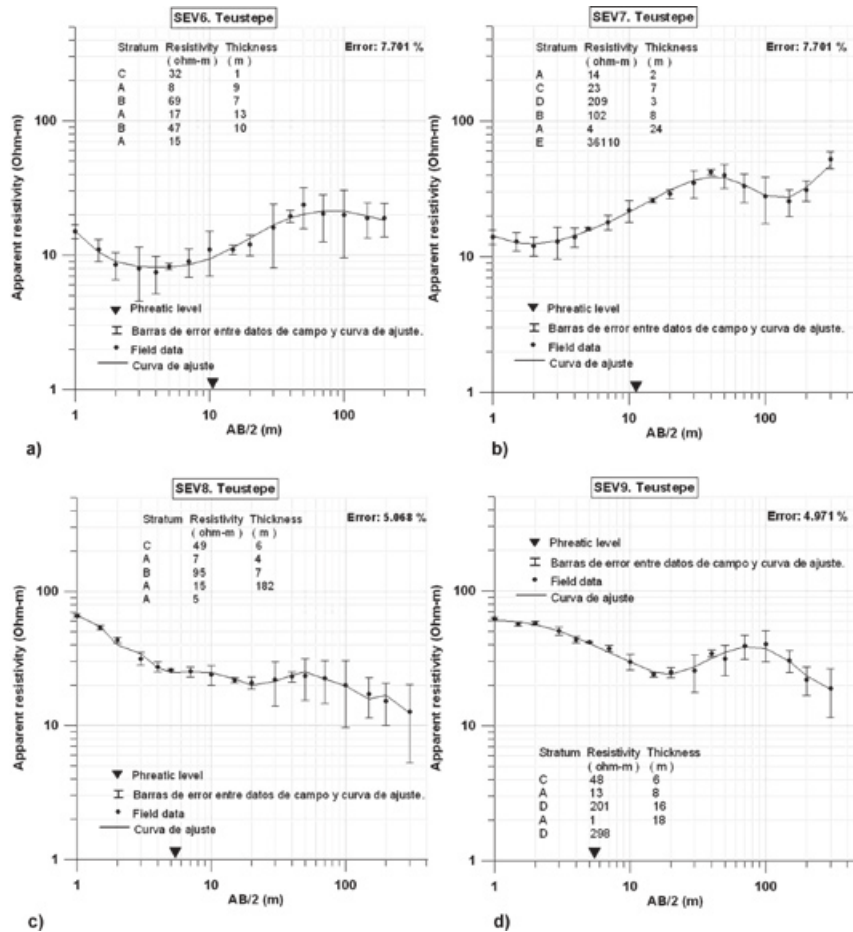 SEV6. Teustepe
Stratum Resistivity Thickness
( ohm-m) ( m )
C 32 1
A 8 9
B 69 7
A 17 13
B 47 10
A 15
Error: 7.701 %
Apparent resistivity (Ohm-m)
100
10
1
Phreatic level
Barras de error entre datos de campo y curva de ajuste.
Field data
Curva de ajuste
1 10 100
AB/2 (m)
a)
SEV7. Teustepe
Stratum Resistivity Thickness
( ohm-m) ( m )
A 14 2
C 23 7
D 209 3
B 102 8
A 4 24
E 36110
Error: 7.701 %
Apparent resistivity (Ohm-m)
100
10
1
Phreatic level
Barras de error entre datos de campo y curva de ajuste.
Field data
Curva de ajuste
1 10 100
AB/2 (m)
b)
SEV8. Teustepe
Stratum Resistivity Thickness
( ohm-m) ( m )
C 49 6
A 7 4
B 95 7
A 15 182
A 5
Error: 5.068 %
Apparent resistivity (Ohm-m)
100
10
1
Phreatic level
Barras de error entre datos de campo y curva de ajuste.
Field data
Curva de ajuste
1 10 100
AB/2 (m)
c)
SEV9. Teustepe
Error: 4.971 %
Phreatic level
Barras de error entre datos de campo y curva de ajuste.
Field data
Curva de ajuste
Apparent resistivity (Ohm-m)
100
10
1
Stratum Resistivity Thickness
( ohm-m) ( m )
C 48 6
A 13 8
D 201 16
A 1 18
D 298
1 10 100
AB/2 (m)
d)